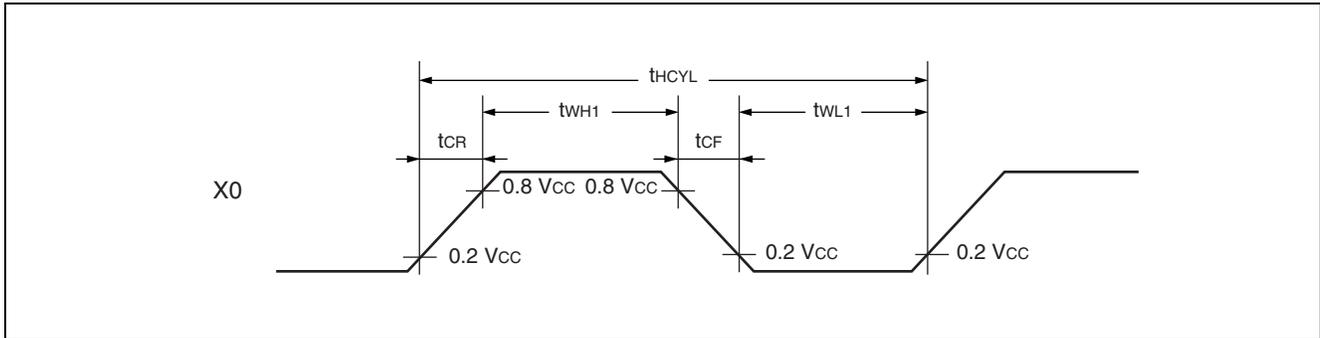 tHCYL
tWH1
tWL1
tCR
tCF
X0
0.8 VCC
0.8 VCC
0.2 VCC
0.2 VCC
0.2 VCC